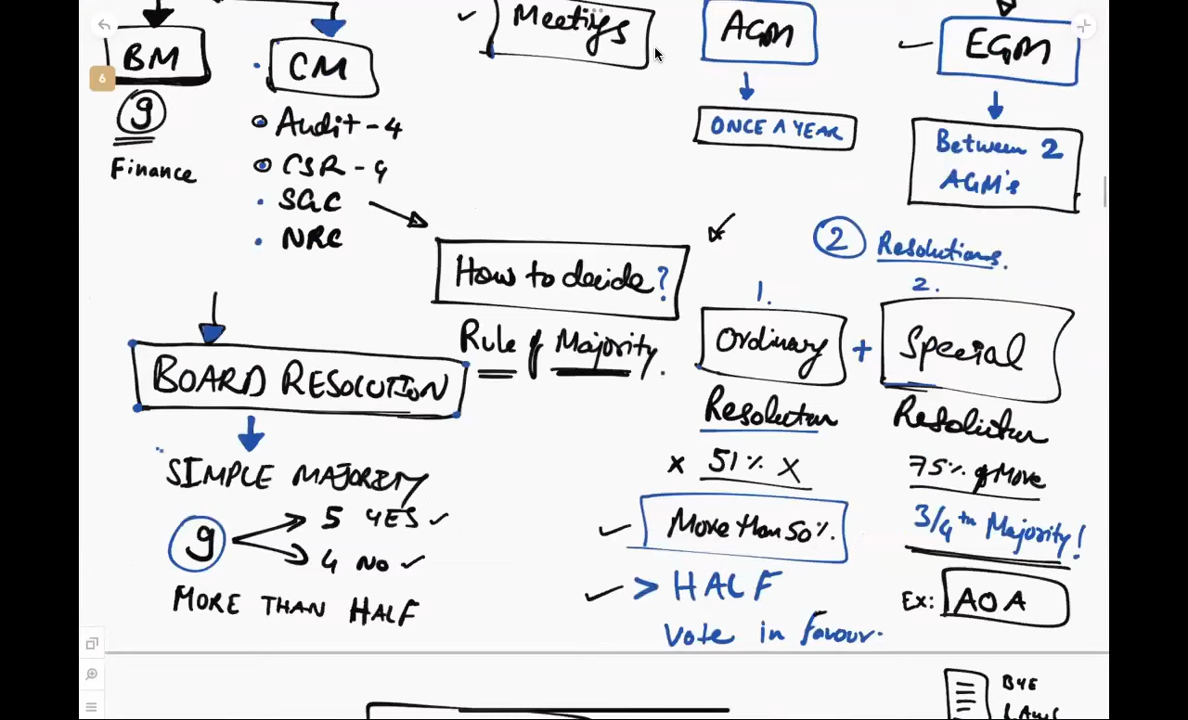 Meetings
AGM
EGM
BM
CM
6
9
Finance
Audit - 4
CSR - 4
SGC
NRC
ONCE A YEAR
Between 2
AGM's
2 Resolutions.
How to decide?
Rule of Majority.
1.
2.
Ordinary + Special
Resolution
Resolution
x 51% x
75% of More
More than 50%.
3/4th Majority!
> HALF
Ex: AOA
Vote in favour.
BOARD RESOLUTION
SIMPLE MAJORITY
9
5 YES
4 NO
MORE THAN HALF
BYE
LAWS